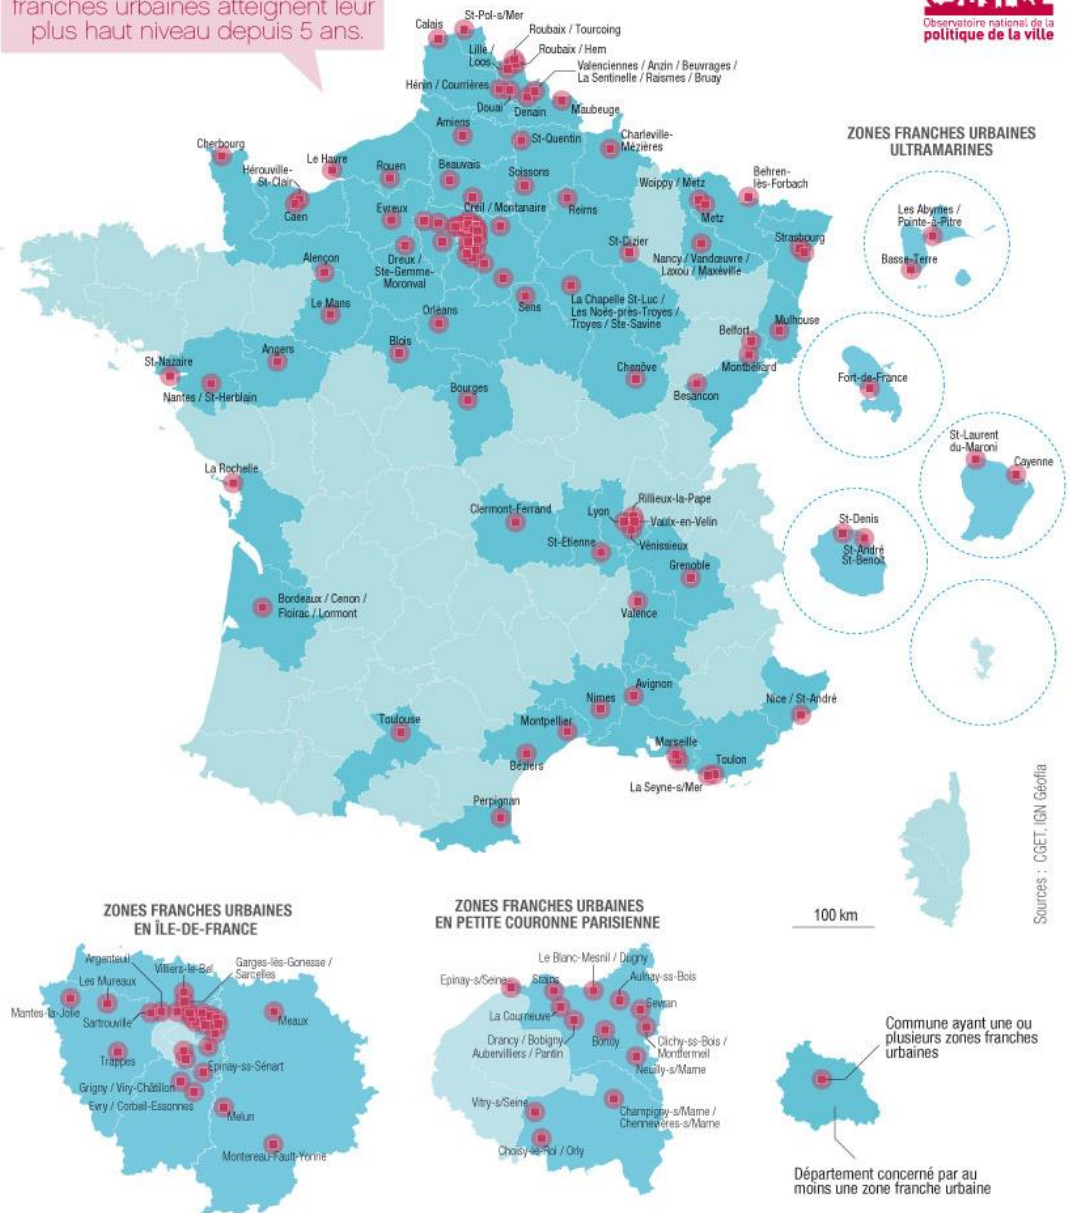 franches urbaines atteignent leur
plus haut niveau depuis 5 ans.
Observatoire national de la
politique de la ville
Calais
St-Pol-s/Mer
Roubaix / Tourcoing
Lille /
Loos
Roubaix / Hem
Valenciennes / Anzin / Beuvrages /
La Sentinelle / Raismes / Bruay
Hénin / Courrières
Douai
Denain
Maubeuge
Amiens
St-Quentin
Charleville-
Mézières
Cherbourg
Hérouville-
St-Clair
Le Havre
Rouen
Beauvais
Soissons
Woippy / Metz
Behren-
lès-Forbach
Caen
Evreux
Creil / Montataire
Reims
Metz
Strasbourg
St-Dizier
Nancy / Vandœuvre /
Laxou / Maxéville
Alençon
Dreux /
Ste-Gemme-
Moronval
Le Mans
Orléans
Sens
La Chapelle St-Luc /
Les Noës-près-Troyes /
Troyes / Ste-Savine
Belfort
Mulhouse
Montbéliard
St-Nazaire
Angers
Blois
Chenôve
Besancon
Nantes / St-Herblain
Bourges
La Rochelle
Clermont-Ferrand
Lyon
Rillieux-la-Pape
Vaulx-en-Velin
Vénissieux
St-Etienne
Grenoble
Valence
Bordeaux / Cenon /
Floirac / Lormont
Avignon
Nimes
Nice / St-André
Toulouse
Montpellier
Marseille
Toulon
Béziers
La Seyne-s/Mer
Perpignan
ZONES FRANCHES URBAINES
ULTRAMARINES
Les Abymes /
Pointe-à-Pitre
Basse-Terre
Fort-de-France
St-Laurent
du-Maroni
Cayenne
St-Denis
St-André
St-Benoit
Sources : CGET, IGN Géofla
100 km
ZONES FRANCHES URBAINES
EN ÎLE-DE-FRANCE
Argenteuil
Villiers-le-Bel
Garges-lès-Gonesse /
Sarcelles
Les Mureaux
Mantes-la-Jolie
Sartrouville
Meaux
Trappes
Epinay-ss-Sénart
Grigny / Viry-Châtillon
Evry / Corbeil-Essonnes
Melun
Montereau-Fault-Yonne
ZONES FRANCHES URBAINES
EN PETITE COURONNE PARISIENNE
Le Blanc-Mesnil / Dugny
Epinay-s/Seine
Stains
Aulnay-ss-Bois
Sevran
La Courneuve
Drancy / Bobigny
Aubervilliers / Pantin
Bondy
Clichy-ss-Bois /
Montfermeil
Neuilly-s/Marne
Vitry-s/Seine
Champigny-s/Marne /
Chennevières-s/Marne
Choisy-le-Roi / Orly
Commune ayant une ou
plusieurs zones franches
urbaines
Département concerné par au
moins une zone franche urbaine